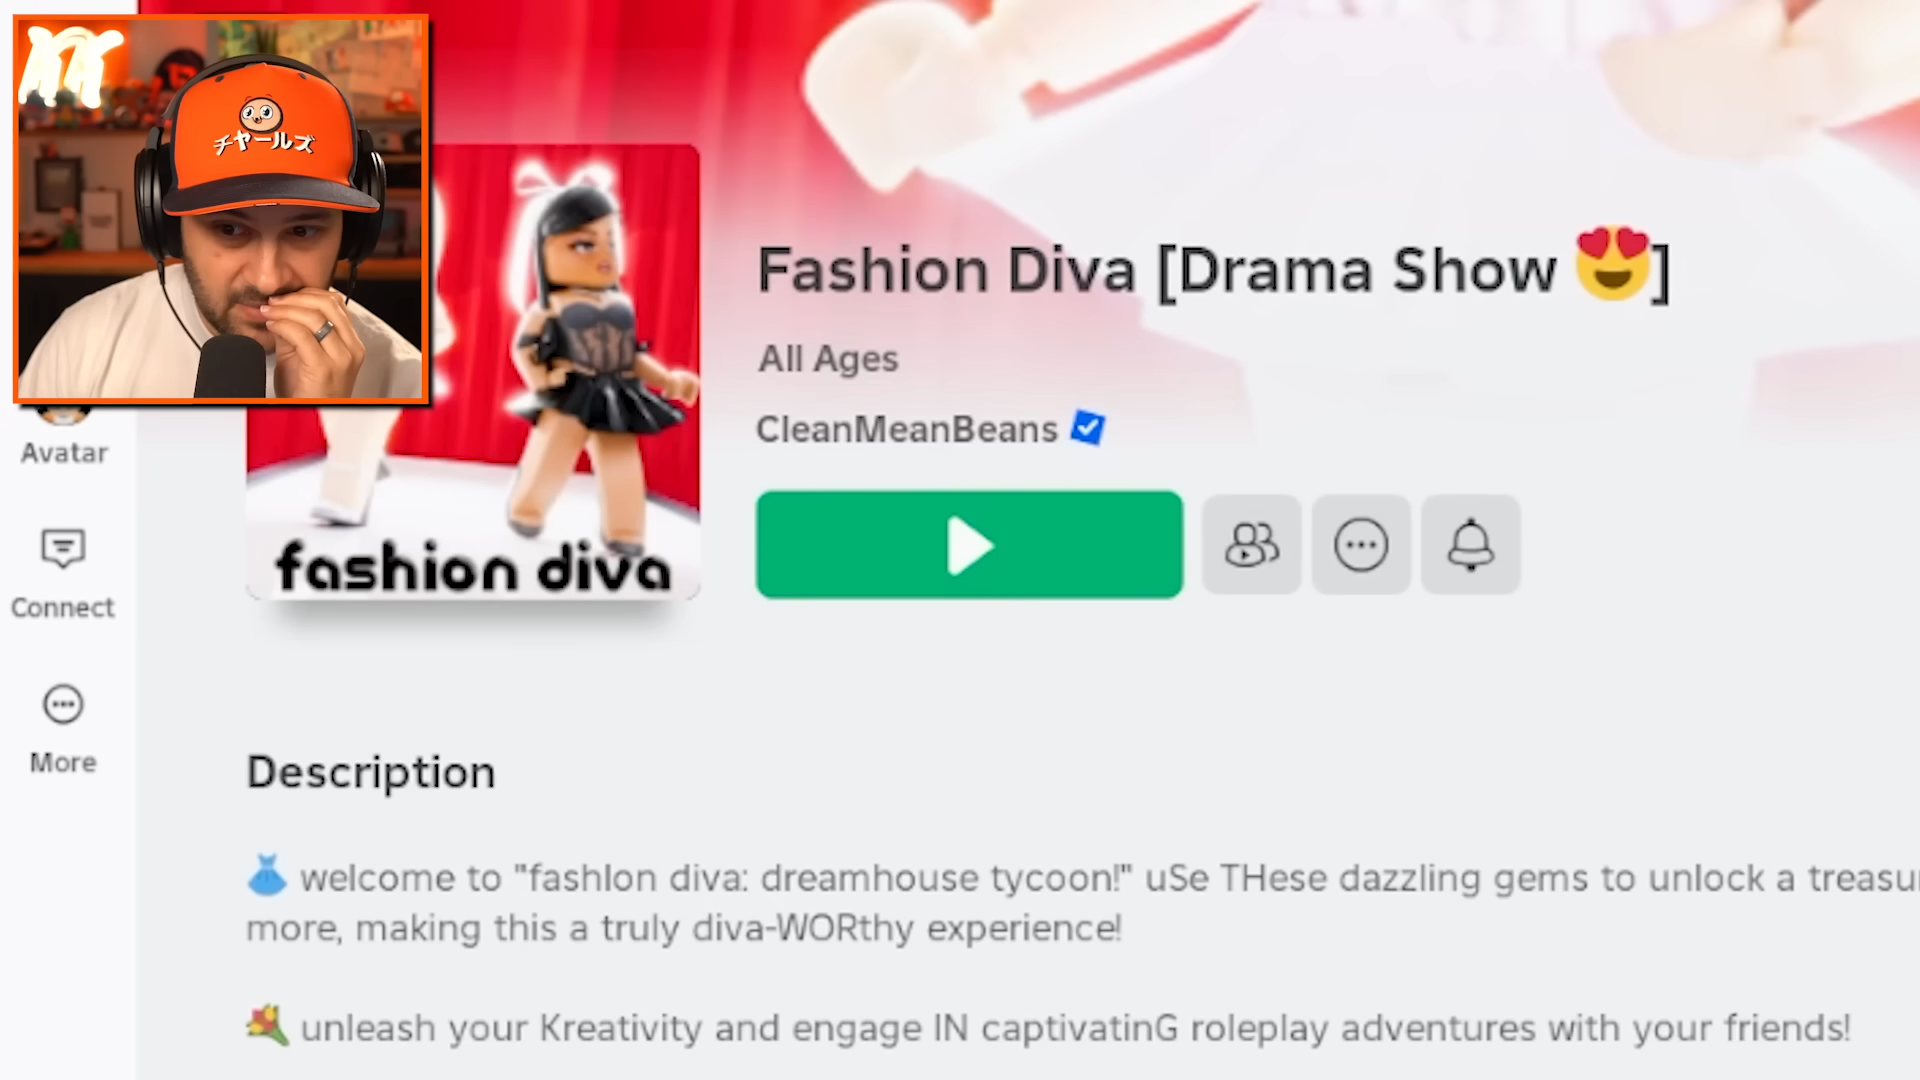 チャールズ
Fashion Diva [Drama Show 😍]
All Ages
CleanMeanBeans
Avatar
fashion diva
Connect
More
Description
👗 welcome to "fashIon diva: dreamhouse tycoon!" uSe THese dazzling gems to unlock a treasu
more, making this a truly diva-WORthy experience!
💐 unleash your Kreativity and engage IN captivatinG roleplay adventures with your friends!